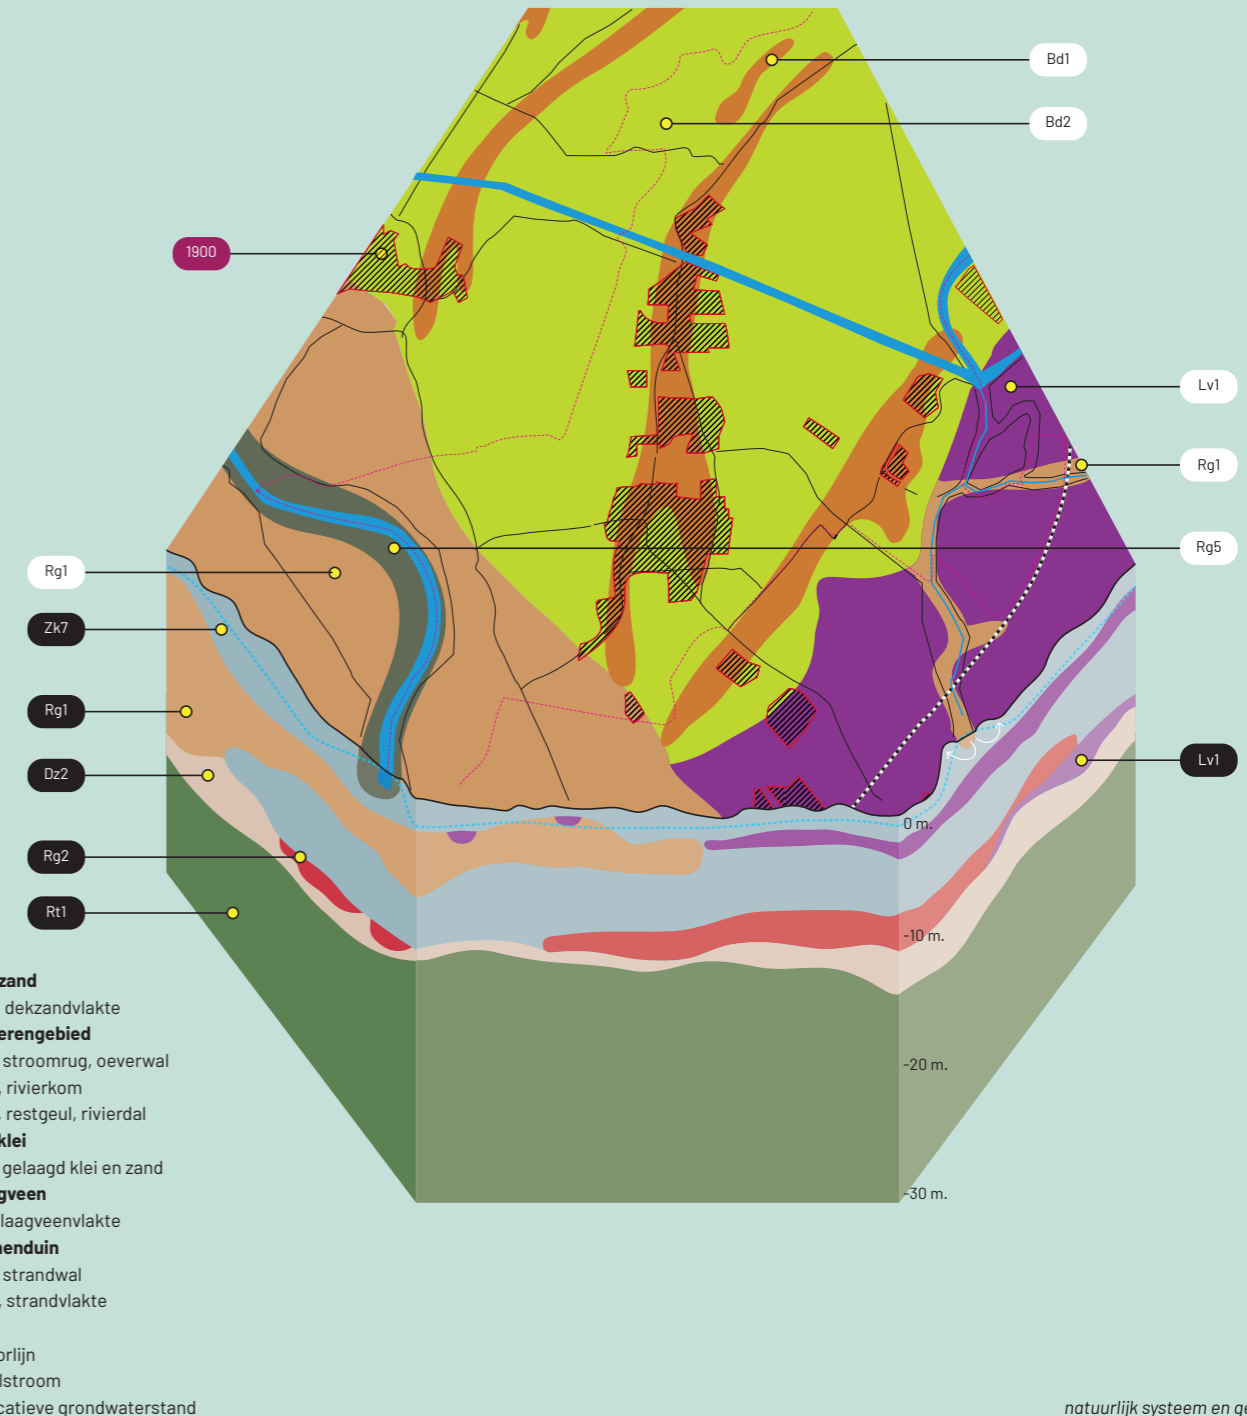 Bd1
Bd2
1900
Lv1
Rg1
Rg5
Rg1
Zk7
Rg1
Dz2
Lv1
0 m.
Rg2
Rt1
-10 m.
zand
dekzandvlakte
erengebied
stroomrug, oeverwal
, rivierkom
, restgeul, rivierdal
klei
gelaagd klei en zand
gveen
laagveenvlakte
nenduin
strandwal
, strandvlakte
orlijn
lstroom
catieve grondwaterstand
-20 m.
-30 m.
natuurlijk systeem en ge